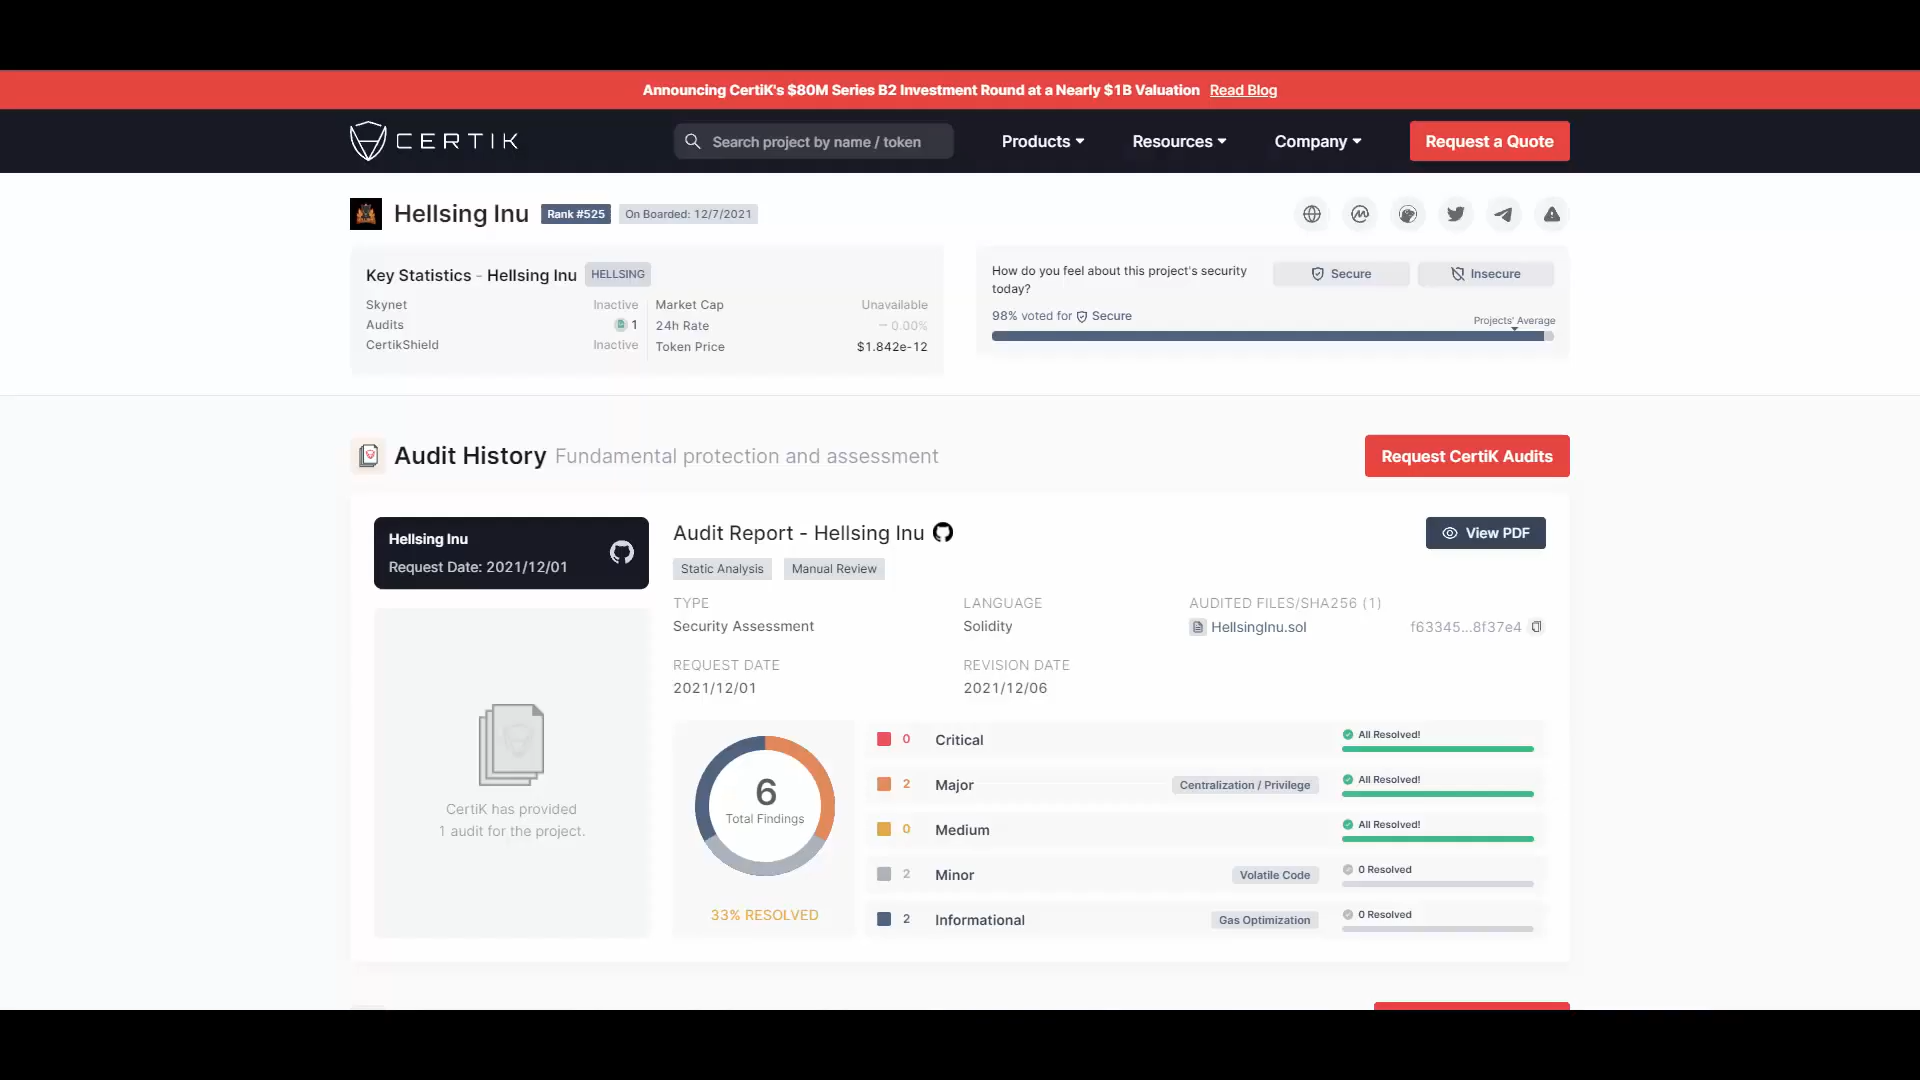 Announcing CertiK's $80M Series B2 Investment Round at a Nearly $1B Valuation Read Blog
CERTIK
Search project by name / token
Products
Resources
Company
Request a Quote
Hellsing Inu
Rank #525
On Boarded: 12/7/2021
Key Statistics - Hellsing Inu HELLSING
Skynet Inactive
Audits 1
CertikShield Inactive
Market Cap Unavailable
24h Rate – 0.00%
Token Price $1.842e-12
How do you feel about this project's security
today?
Secure
Insecure
98% voted for Secure
Projects' Average
Audit History Fundamental protection and assessment
Request CertiK Audits
Hellsing Inu
Request Date: 2021/12/01
CertiK has provided
1 audit for the project.
Audit Report - Hellsing Inu
View PDF
Static Analysis
Manual Review
TYPE
Security Assessment
LANGUAGE
Solidity
AUDITED FILES/SHA256 (1)
HellsingInu.sol f63345...8f37e4
REQUEST DATE
2021/12/01
REVISION DATE
2021/12/06
6
Total Findings
33% RESOLVED
0 Critical All Resolved!
2 Major Centralization / Privilege All Resolved!
0 Medium All Resolved!
2 Minor Volatile Code 0 Resolved
2 Informational Gas Optimization 0 Resolved